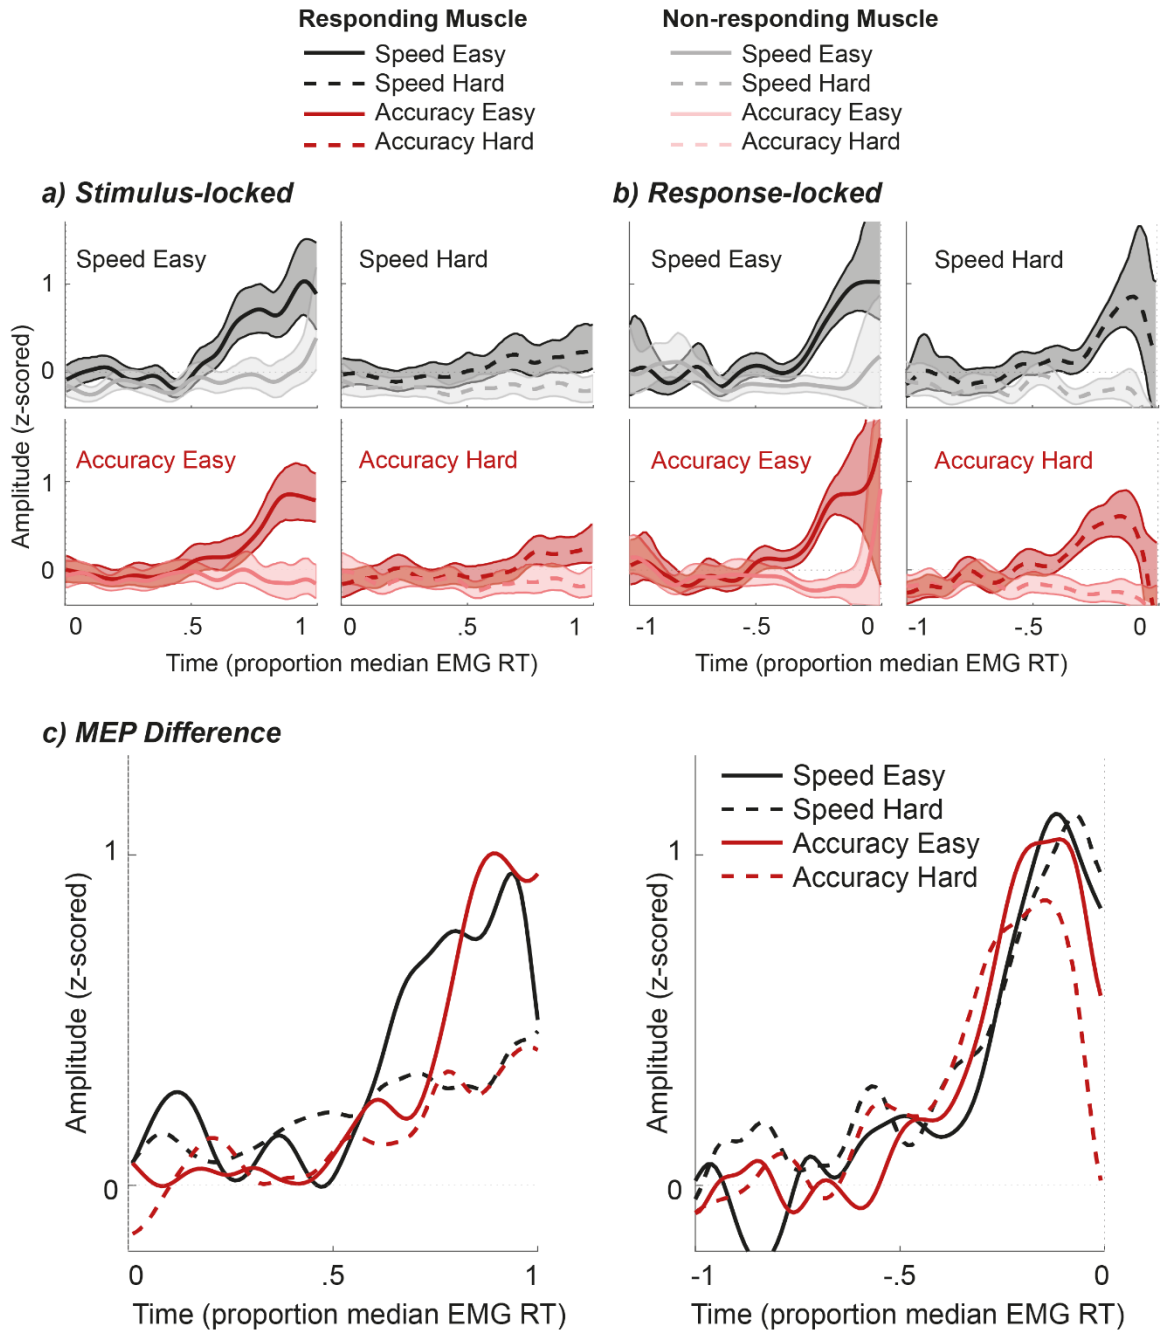 Responding Muscle
Speed Easy
Speed Hard
Accuracy Easy
Accuracy Hard
Non-responding Muscle
Speed Easy
Speed Hard
Accuracy Easy
Accuracy Hard
a) Stimulus-locked
b) Response-locked
Speed Easy
Speed Hard
Speed Easy
Speed Hard
1
0
Accuracy Easy
Accuracy Hard
Accuracy Easy
Accuracy Hard
1
0
Amplitude (z-scored)
0 .5 1
0 .5 1
-1 -.5 0
-1 -.5 0
Time (proportion median EMG RT)
Time (proportion median EMG RT)
c) MEP Difference
Speed Easy
Speed Hard
Accuracy Easy
Accuracy Hard
1
0
Amplitude (z-scored)
1
0
Amplitude (z-scored)
0 .5 1
-1 -.5 0
Time (proportion median EMG RT)
Time (proportion median EMG RT)